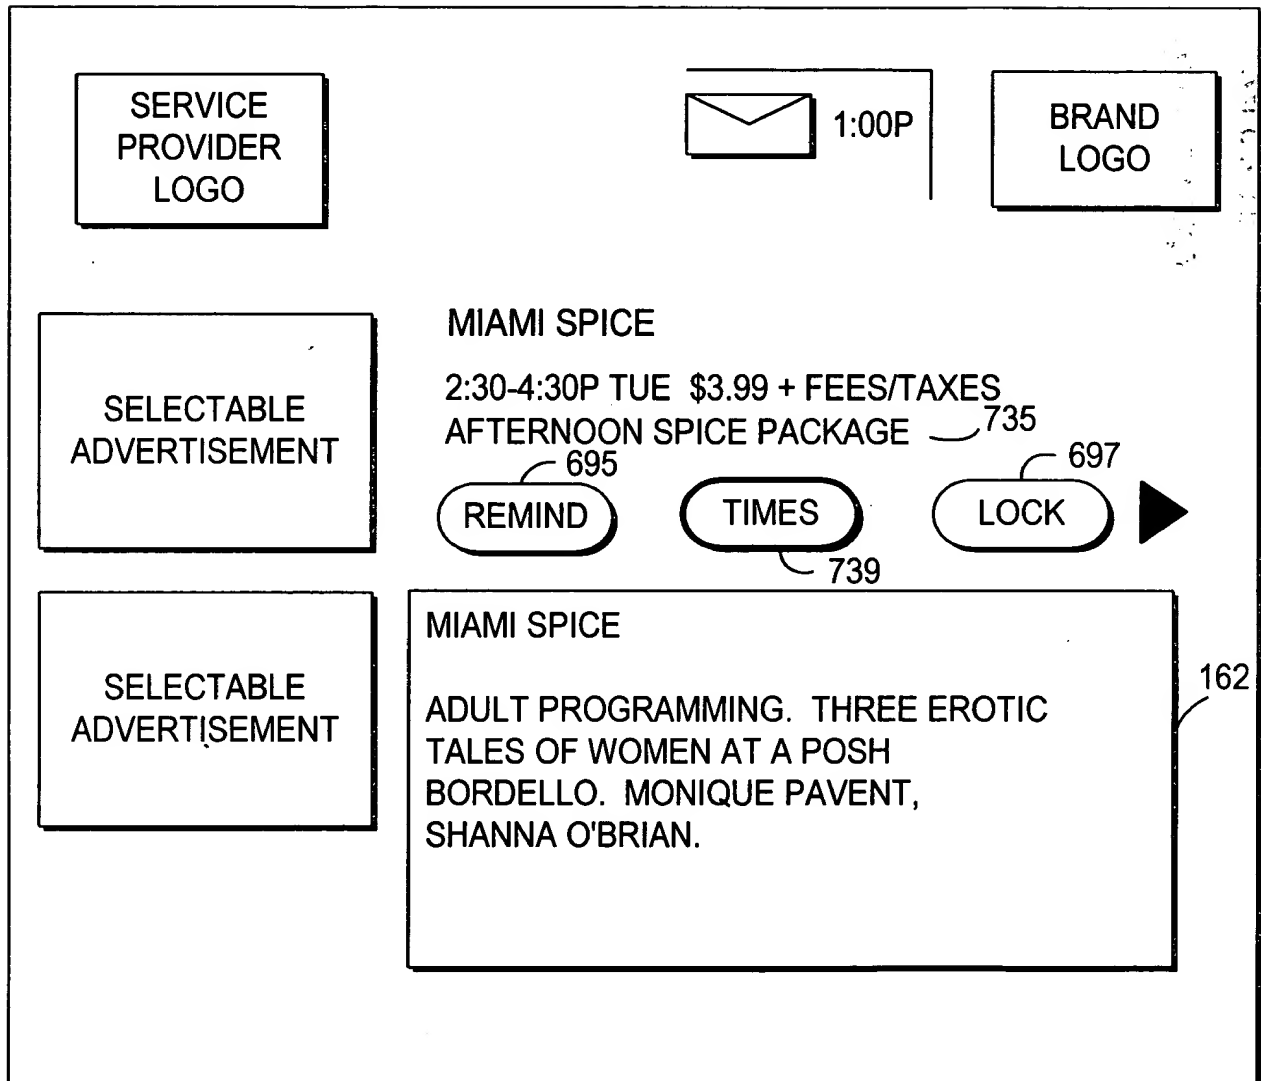 SERVICE
PROVIDER
LOGO
1:00P
BRAND
LOGO
SELECTABLE
ADVERTISEMENT
MIAMI SPICE
2:30-4:30P TUE $3.99 + FEES/TAXES
AFTERNOON SPICE PACKAGE 735
695
697
REMIND
TIMES
LOCK
739
SELECTABLE
ADVERTISEMENT
MIAMI SPICE
ADULT PROGRAMMING. THREE EROTIC
TALES OF WOMEN AT A POSH
BORDELLO. MONIQUE PAVENT,
SHANNA O'BRIAN.
162